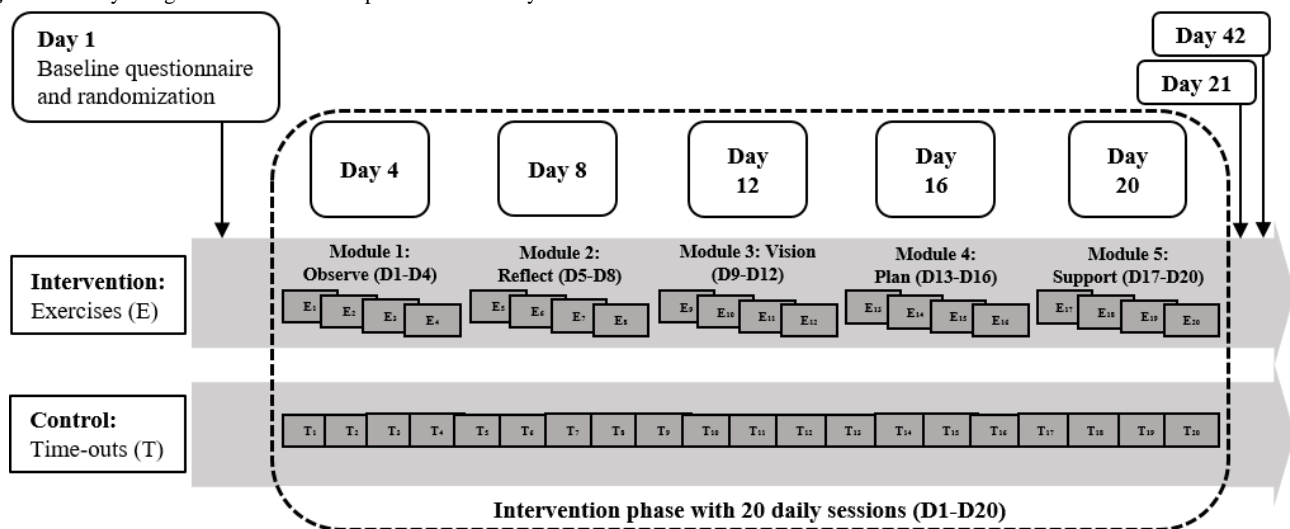 Day 1
Baseline questionnaire
and randomization
Day 42
Day 21
Day 4
Day 8
Day
12
Day
16
Day
20
Intervention:
Exercises (E)
Module 1:
Observe (D1-D4)
E1 E2 E3 E4
Module 2:
Reflect (D5-D8)
E5 E6 E7 E8
Module 3: Vision
(D9-D12)
E9 E10 E11 E12
Module 4:
Plan (D13-D16)
E13 E14 E15 E16
Module 5:
Support (D17-D20)
E17 E18 E19 E20
Control:
Time-outs (T)
T1 T2 T3 T4 T5 T6 T7 T8 T9 T10 T11 T12 T13 T14 T15 T16 T17 T18 T19 T20
Intervention phase with 20 daily sessions (D1-D20)